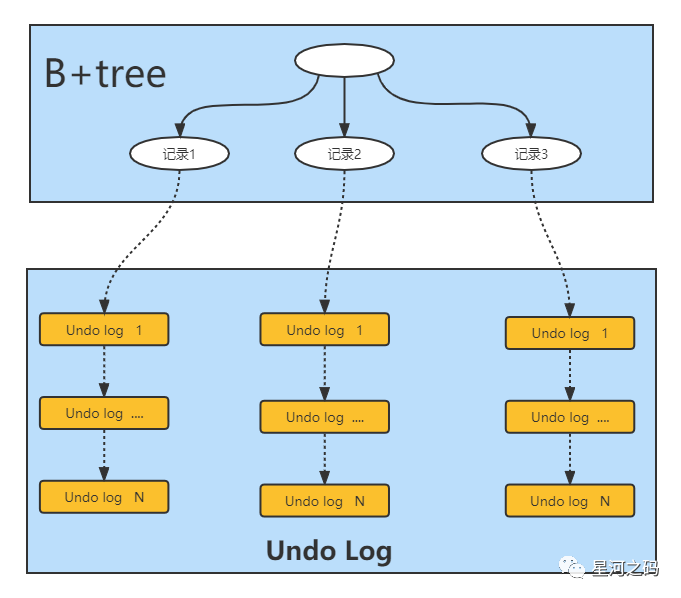 B+tree
记录1 记录2 记录3
Undo log 1 Undo log 1 Undo log 1
Undo log .... Undo log .... Undo log ....
Undo log N Undo log N Undo log N
Undo Log
星河之码